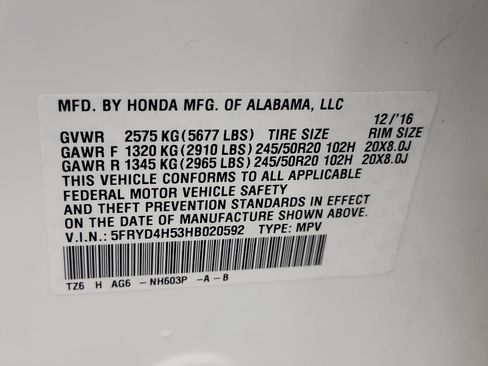 MFD. BY HONDA MFG. OF ALABAMA, LLC
12/'16
GVWR 2575 KG (5677 LBS) TIRE SIZE RIM SIZE
GAWR F 1320 KG (2910 LBS) 245/50R20 102H 20X8.0J
GAWR R 1345 KG (2965 LBS) 245/50R20 102H 20X8.0J
THIS VEHICLE CONFORMS TO ALL APPLICABLE
FEDERAL MOTOR VEHICLE SAFETY
AND THEFT PREVENTION STANDARDS IN EFFECT ON THE
DATE OF MANUFACTURE SHOWN ABOVE.
V.I.N.: 5FRYD4H53HB020592 TYPE: MPV
TZ6 H AG6 -NH603P -A-B